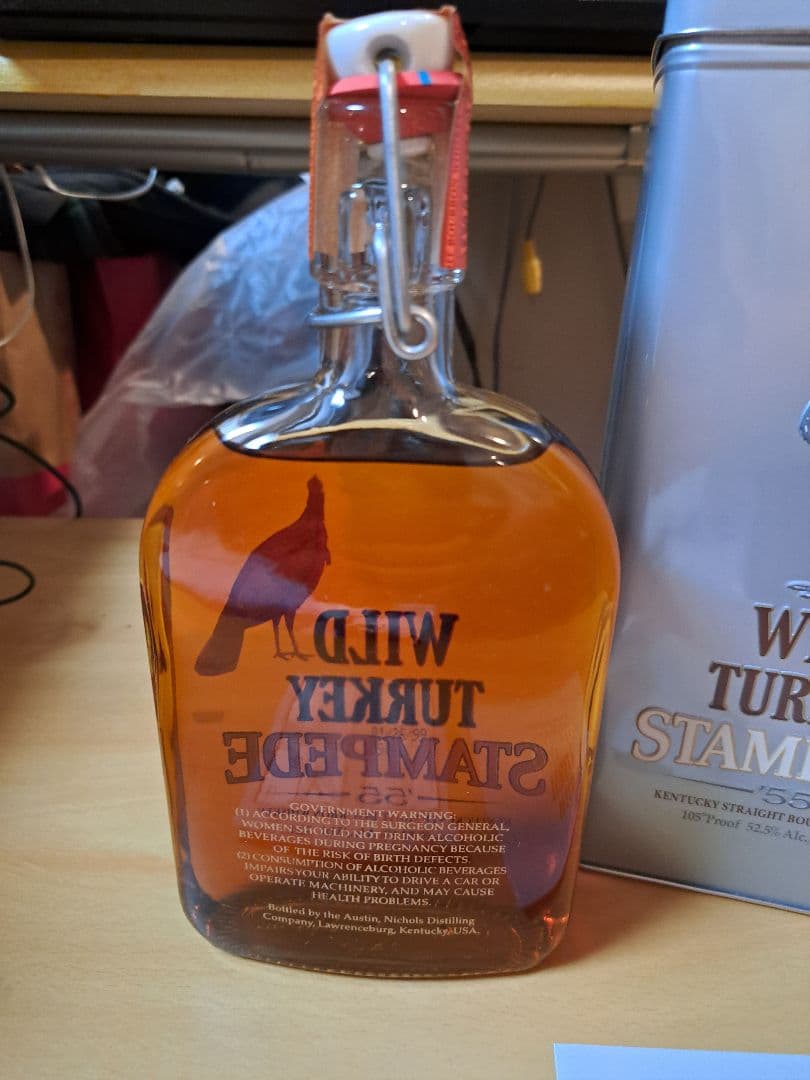 WILD
TURKEY
STAMPEDE
'55
GOVERNMENT WARNING:
(1) ACCORDING TO THE SURGEON GENERAL,
WOMEN SHOULD NOT DRINK ALCOHOLIC
BEVERAGES DURING PREGNANCY BECAUSE
OF THE RISK OF BIRTH DEFECTS.
(2) CONSUMPTION OF ALCOHOLIC BEVERAGES
IMPAIRS YOUR ABILITY TO DRIVE A CAR OR
OPERATE MACHINERY, AND MAY CAUSE
HEALTH PROBLEMS.
Bottled by the Austin, Nichols Distilling
Company, Lawrenceburg, Kentucky, USA.
WI
TUR
STAM
'55
KENTUCKY STRAIGHT BOU
105° Proof 52.5% Alc.